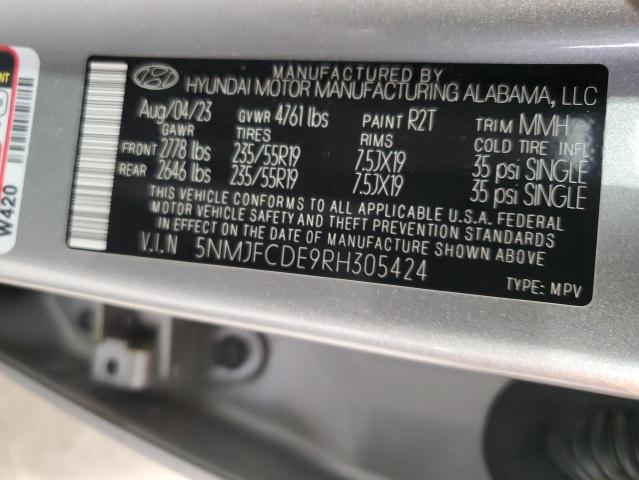 MANUFACTURED BY
HYUNDAI MOTOR MANUFACTURING ALABAMA, LLC
Aug/04/23 GVWR 4761 lbs PAINT R2T TRIM MMH
GAWR TIRES RIMS COLD TIRE INFL
FRONT 2778 lbs 235/55R19 7.5JX19 35 psi SINGLE
REAR 2646 lbs 235/55R19 7.5JX19 35 psi SINGLE
THIS VEHICLE CONFORMS TO ALL APPLICABLE U.S.A. FEDERAL
MOTOR VEHICLE SAFETY AND THEFT PREVENTION STANDARDS
IN EFFECT ON THE DATE OF MANUFACTURE SHOWN ABOVE
V.I.N 5NMJFCDE9RH305424
TYPE: MPV
W420